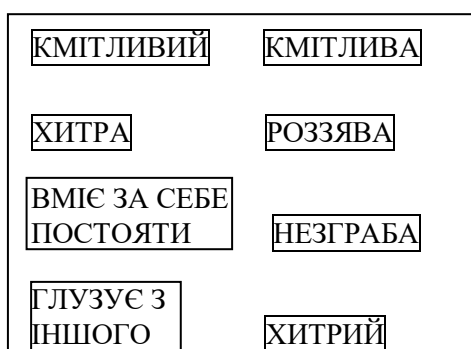 КМІТЛИВИЙ КМІТЛИВА
ХИТРА РОЗЗЯВА
ВМІЄ ЗА СЕБЕ
ПОСТОЯТИ
НЕЗГРАБА
ГЛУЗУЄ З
ІНШОГО
ХИТРИЙ